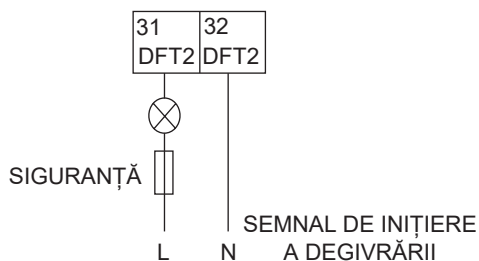 31 32
DFT2 DFT2
SIGURANȚĂ
SEMNAL DE INIȚIERE
L N A DEGIVRĂRII